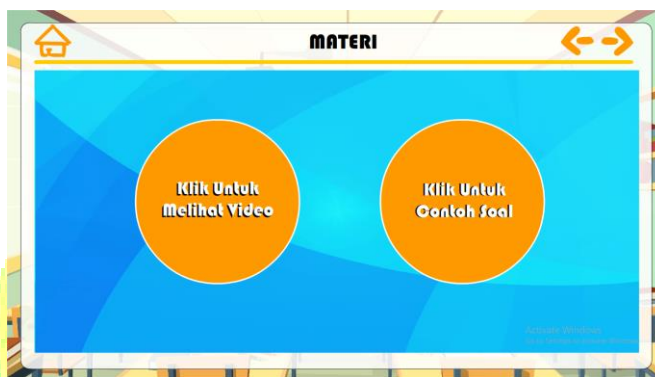 MATERI
Klik Untuk
Melihat Video
Klik Untuk
Contoh Soal
Activate Windows